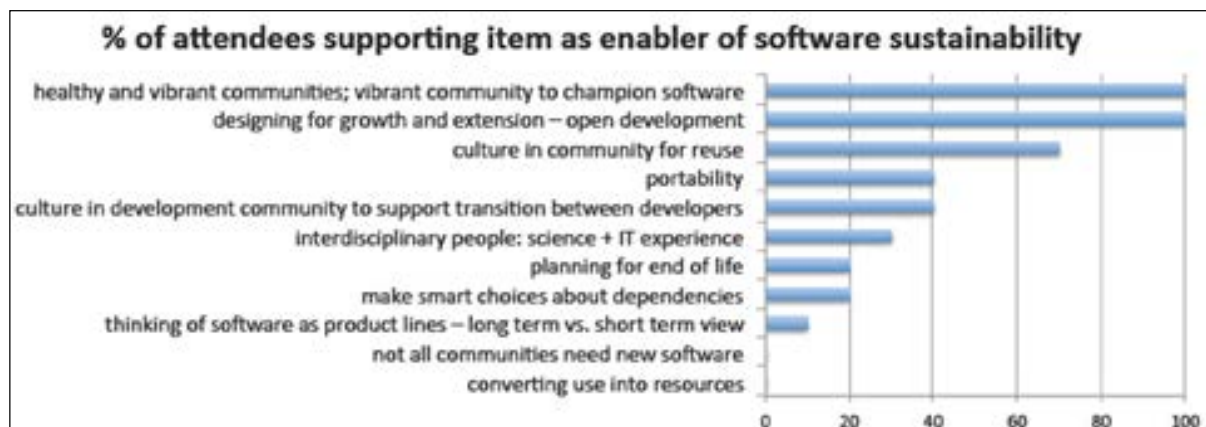 % of attendees supporting item as enabler of software sustainability
healthy and vibrant communities; vibrant community to champion software
designing for growth and extension – open development
culture in community for reuse
portability
culture in development community to support transition between developers
interdisciplinary people: science + IT experience
planning for end of life
make smart choices about dependencies
thinking of software as product lines – long term vs. short term view
not all communities need new software
converting use into resources
0 20 40 60 80 100